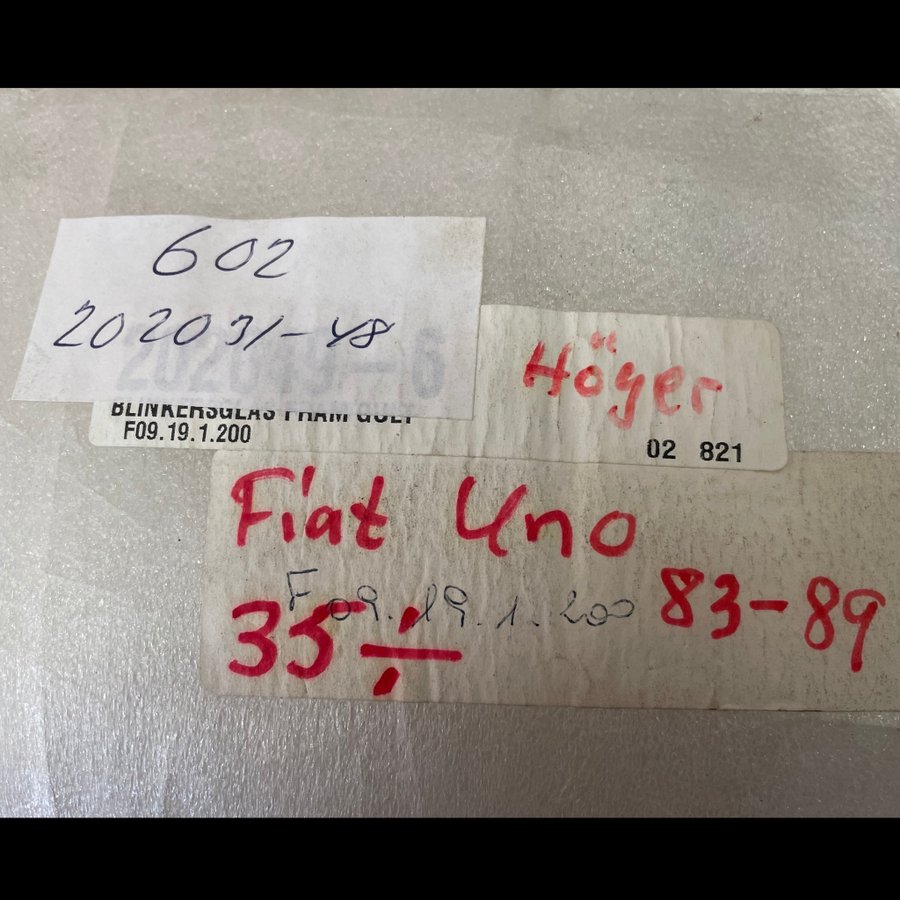 602
202031-48
BLINKERSGLAS FRAM GULT
F09.19.1.200
Höger
02 821
Fiat Uno
F09.19.1.200
83-89
35÷